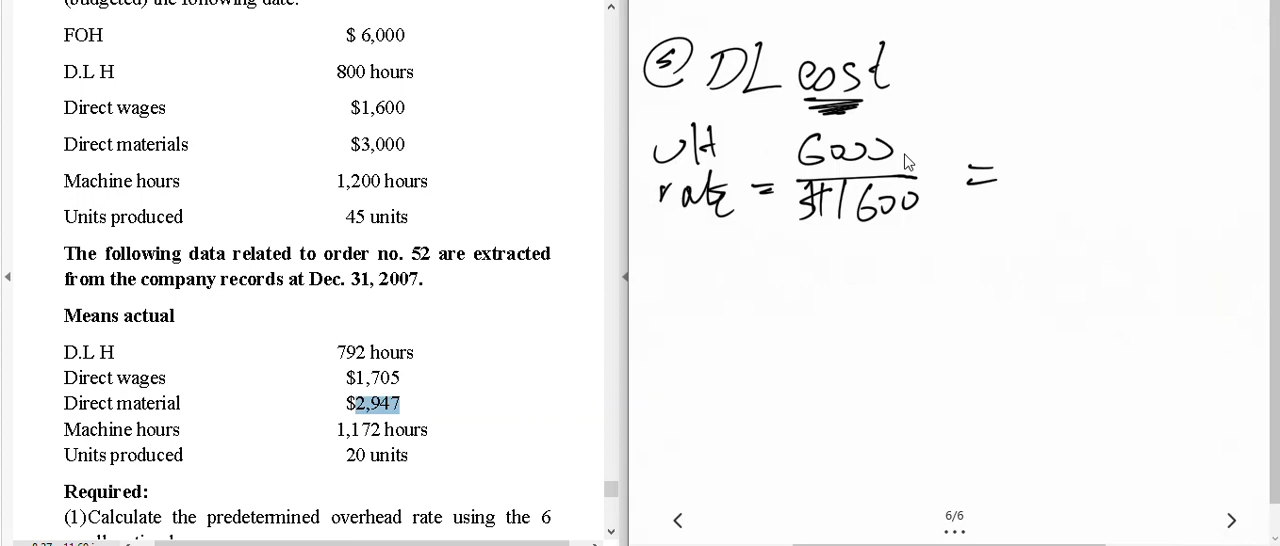 (budgeted) the following data:
FOH $ 6,000
D.L H 800 hours
Direct wages $1,600
Direct materials $3,000
Machine hours 1,200 hours
Units produced 45 units
The following data related to order no. 52 are extracted
from the company records at Dec. 31, 2007.
Means actual
D.L H 792 hours
Direct wages $1,705
Direct material $2,947
Machine hours 1,172 hours
Units produced 20 units
Required:
(1)Calculate the predetermined overhead rate using the 6
⑤ DL cost
6000
rate = =
1600
6/6